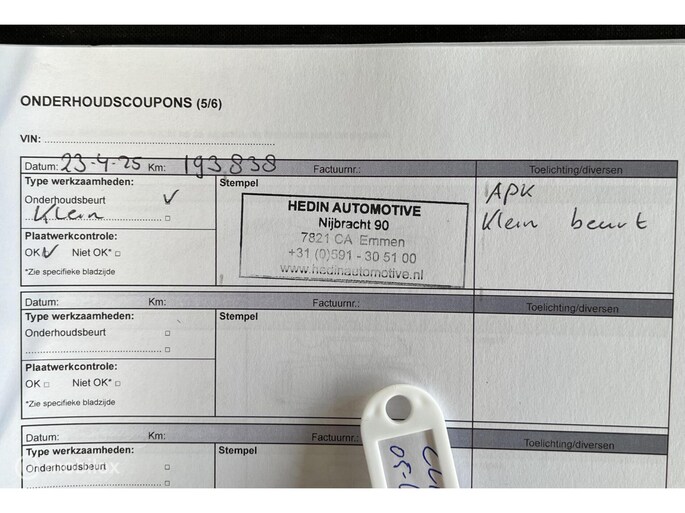 ONDERHOUDSCOUPONS (5/6)
VIN:
Datum: 23-4-25 Km: 193838 Factuurnr.: Toelichting/diversen
Type werkzaamheden: Stempel
Onderhoudsbeurt
Klein
Plaatwerkcontrole:
OK Niet OK*
*Zie specifieke bladzijde
HEDIN AUTOMOTIVE
Nijbracht 90
7821 CA Emmen
+31 (0)591 - 30 51 00
www.hedinautomotive.nl
APK
Klein beurt
Datum: Km: Factuurnr.: Toelichting/diversen
Type werkzaamheden: Stempel
Onderhoudsbeurt
Plaatwerkcontrole:
OK Niet OK*
*Zie specifieke bladzijde
Datum: Km: Factuurnr.: Toelichting/diversen
Type werkzaamheden: Stempel
Onderhoudsbeurt